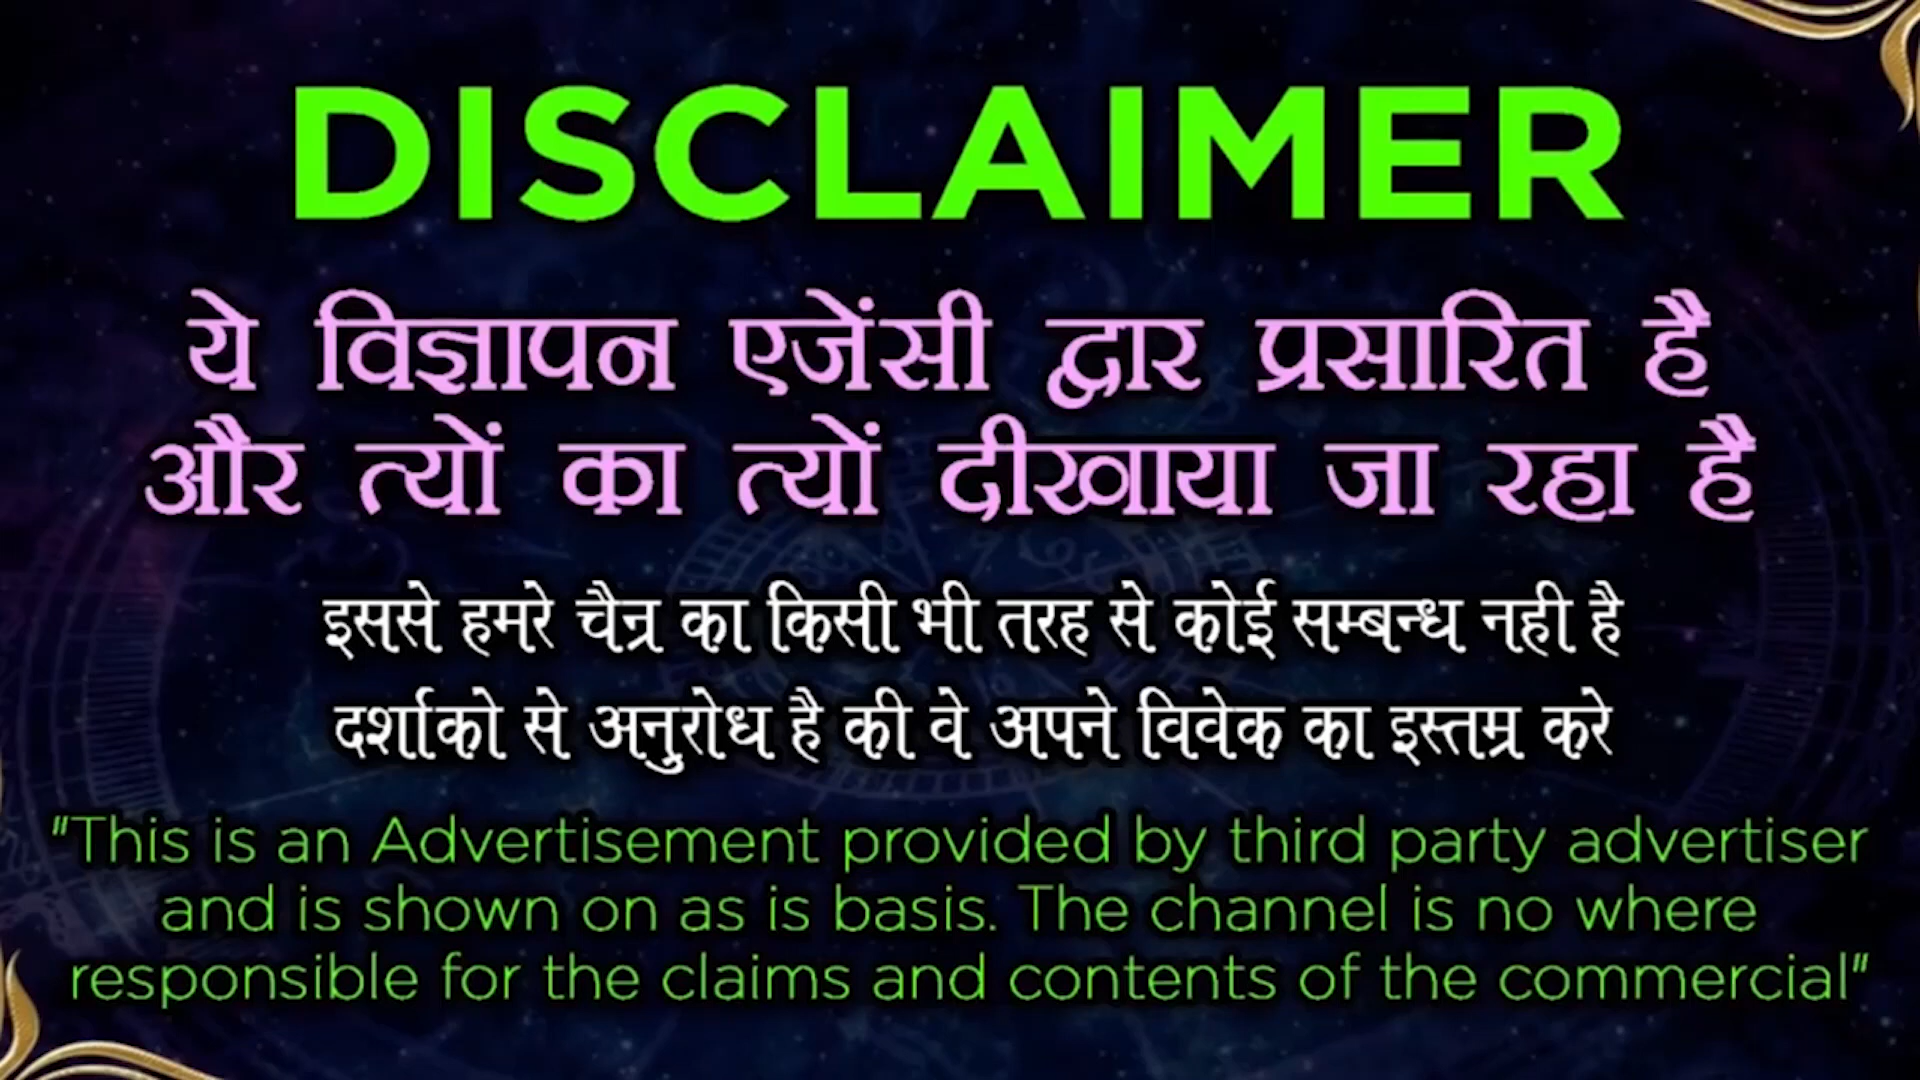 DISCLAIMER
ये विज्ञापन एजेंसी द्वार प्रसारित है
और त्यों का त्यों दीखाया जा रहा है
इससे हमरे चैन्र का किसी भी तरह से कोई सम्बन्ध नही है
दर्शाको से अनुरोध है की वे अपने विवेक का इस्तम्र करे
"This is an Advertisement provided by third party advertiser
and is shown on as is basis. The channel is no where
responsible for the claims and contents of the commercial"